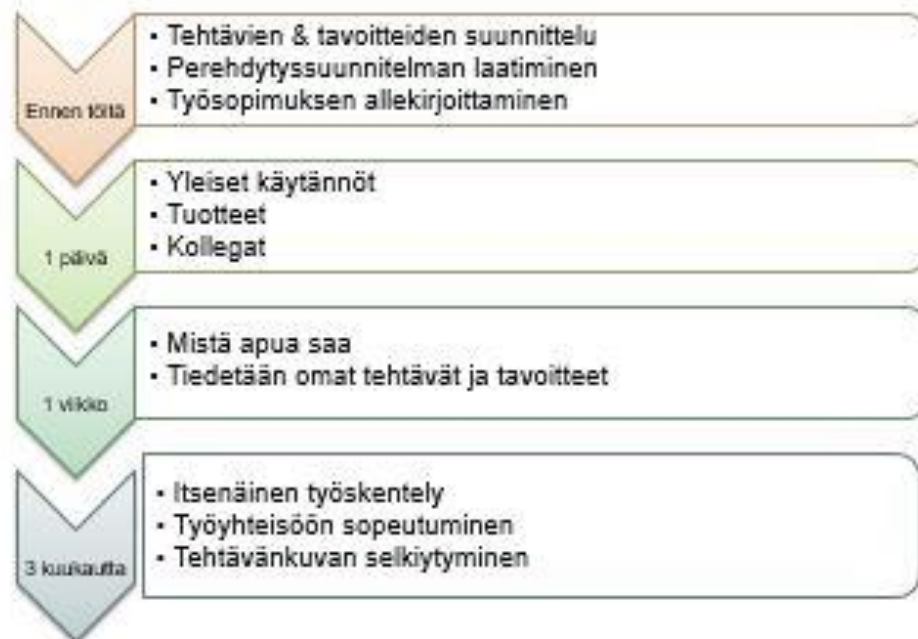 Ennen töitä
• Tehtävien & tavoitteiden suunnittelu
• Perehdytyssuunnitelman laatiminen
• Työsopimuksen allekirjoittaminen
1 päivä
• Yleiset käytännöt
• Tuotteet
• Kollegat
1 viikko
• Mistä apua saa
• Tiedetään omat tehtävät ja tavoitteet
3 kuukautta
• Itsenäinen työskentely
• Työyhteisöön sopeutuminen
• Tehtävänkuvan selkiytyminen